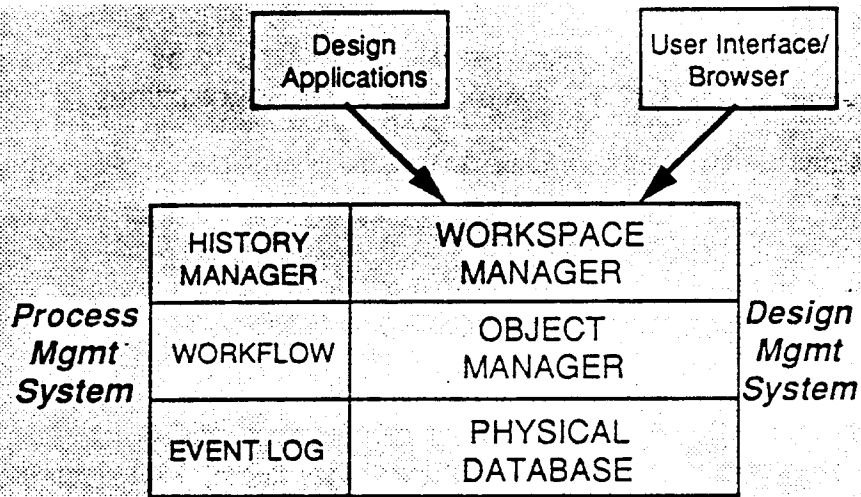 Design
Applications
User Interface/
Browser
HISTORY
MANAGER
WORKSPACE
MANAGER
Process
Mgmt
System
WORKFLOW
OBJECT
MANAGER
Design
Mgmt
System
EVENT LOG
PHYSICAL
DATABASE